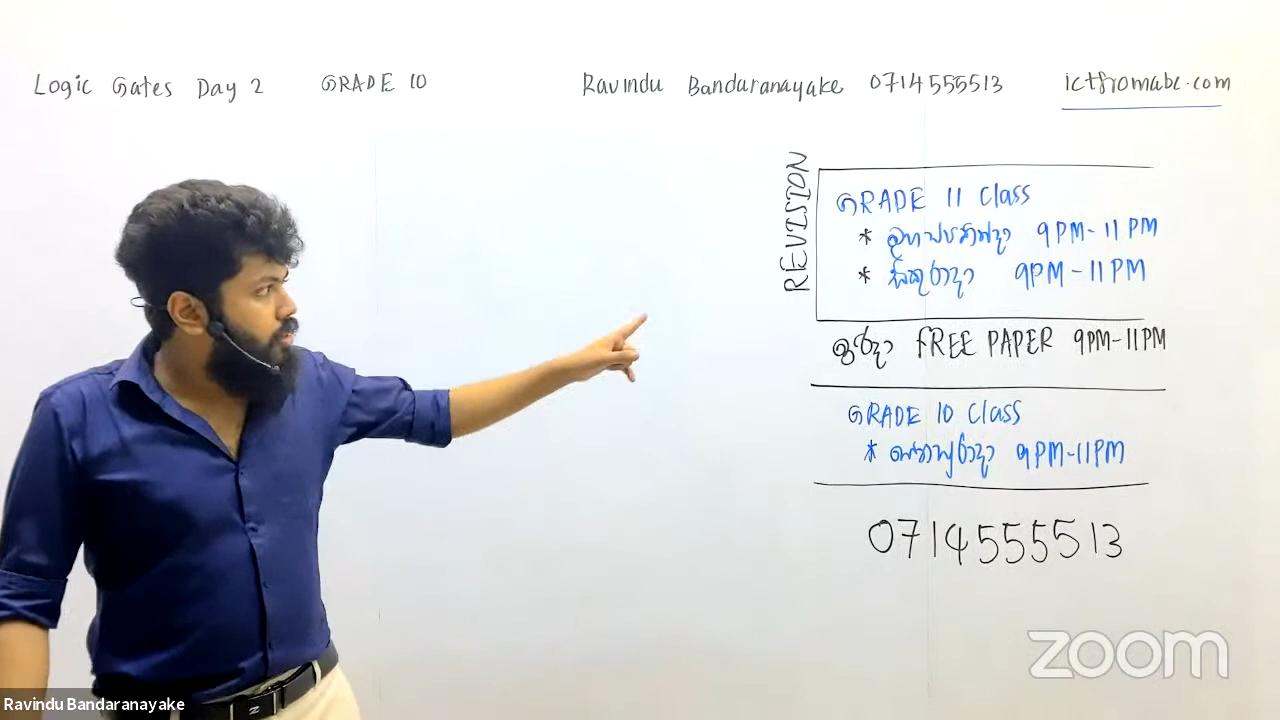 Logic Gates Day 2 GRADE 10 Ravindu Bandaranayake 0714555513 ictfromabc.com
REVISION
GRADE 11 Class
* බ්‍රහස්පතින්දා 9PM-11PM
* සිකුරාදා 9PM-11PM
ඉරිදා FREE PAPER 9PM-11PM
GRADE 10 Class
* සෙනසුරාදා 9PM-11PM
0714555513
zoom
Ravindu Bandaranayake